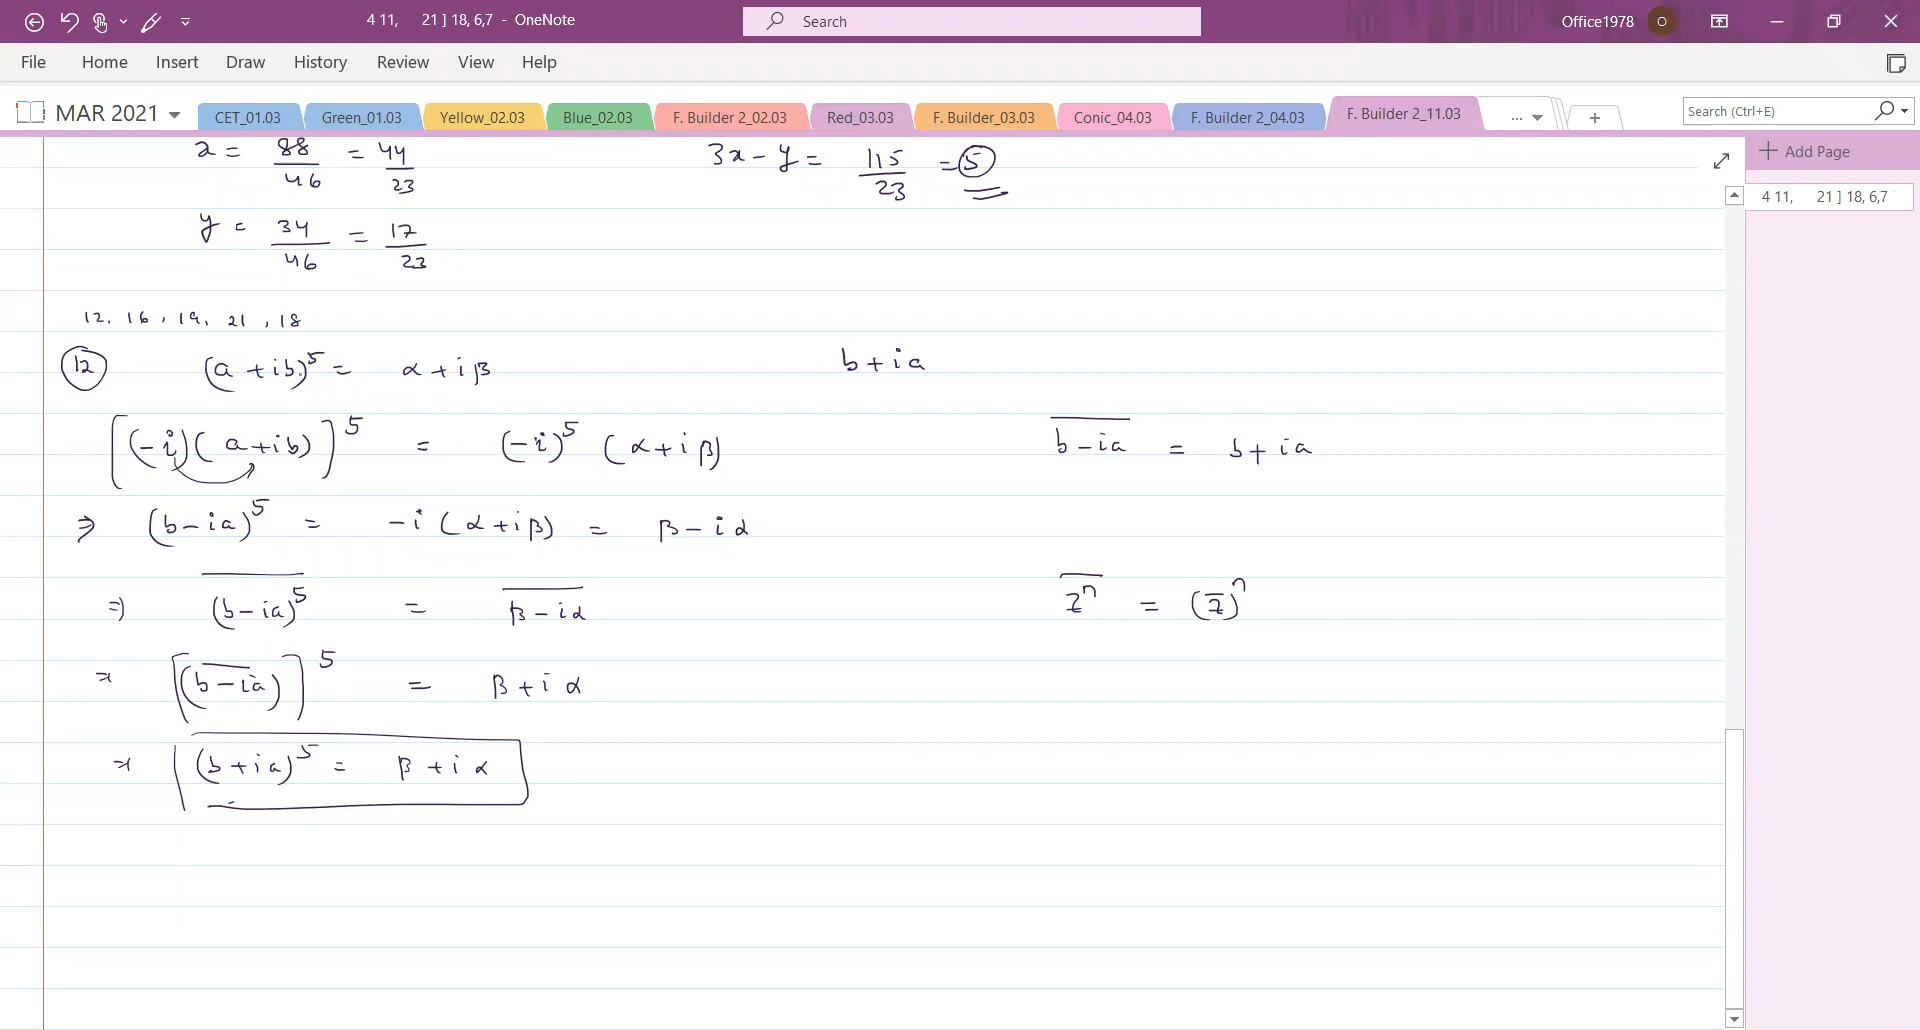 4 11, 21 ] 18, 6,7 - OneNote
Search
Office1978
O
File Home Insert Draw History Review View Help
MAR 2021
CET_01.03 Green_01.03 Yellow_02.03 Blue_02.03 F. Builder 2_02.03 Red_03.03 F. Builder_03.03 Conic_04.03 F. Builder 2_04.03 F. Builder 2_11.03 ... +
Search (Ctrl+E)
+ Add Page
4 11, 21 ] 18, 6,7
x = 88/46 = 44/23
3x - y = 115/23 = 5
y = 34/46 = 17/23
12, 16, 19, 21, 18
12 (a + ib)⁵ = α + iβ
b + ia
[(-i)(a + ib)]⁵ = (-i)⁵ (α + iβ)
b̅ ̅-̅ ̅i̅a̅ = b + ia
⇒ (b - ia)⁵ = -i (α + iβ) = β - iα
⇒ (̅b̅ ̅-̅ ̅i̅a̅)̅⁵̅ = β̅ ̅-̅ ̅i̅α̅
z̅ⁿ̅ = (z̅)ⁿ
⇒ [(b̅ ̅-̅ ̅i̅a̅)]⁵ = β + iα
⇒ (b + ia)⁵ = β + iα